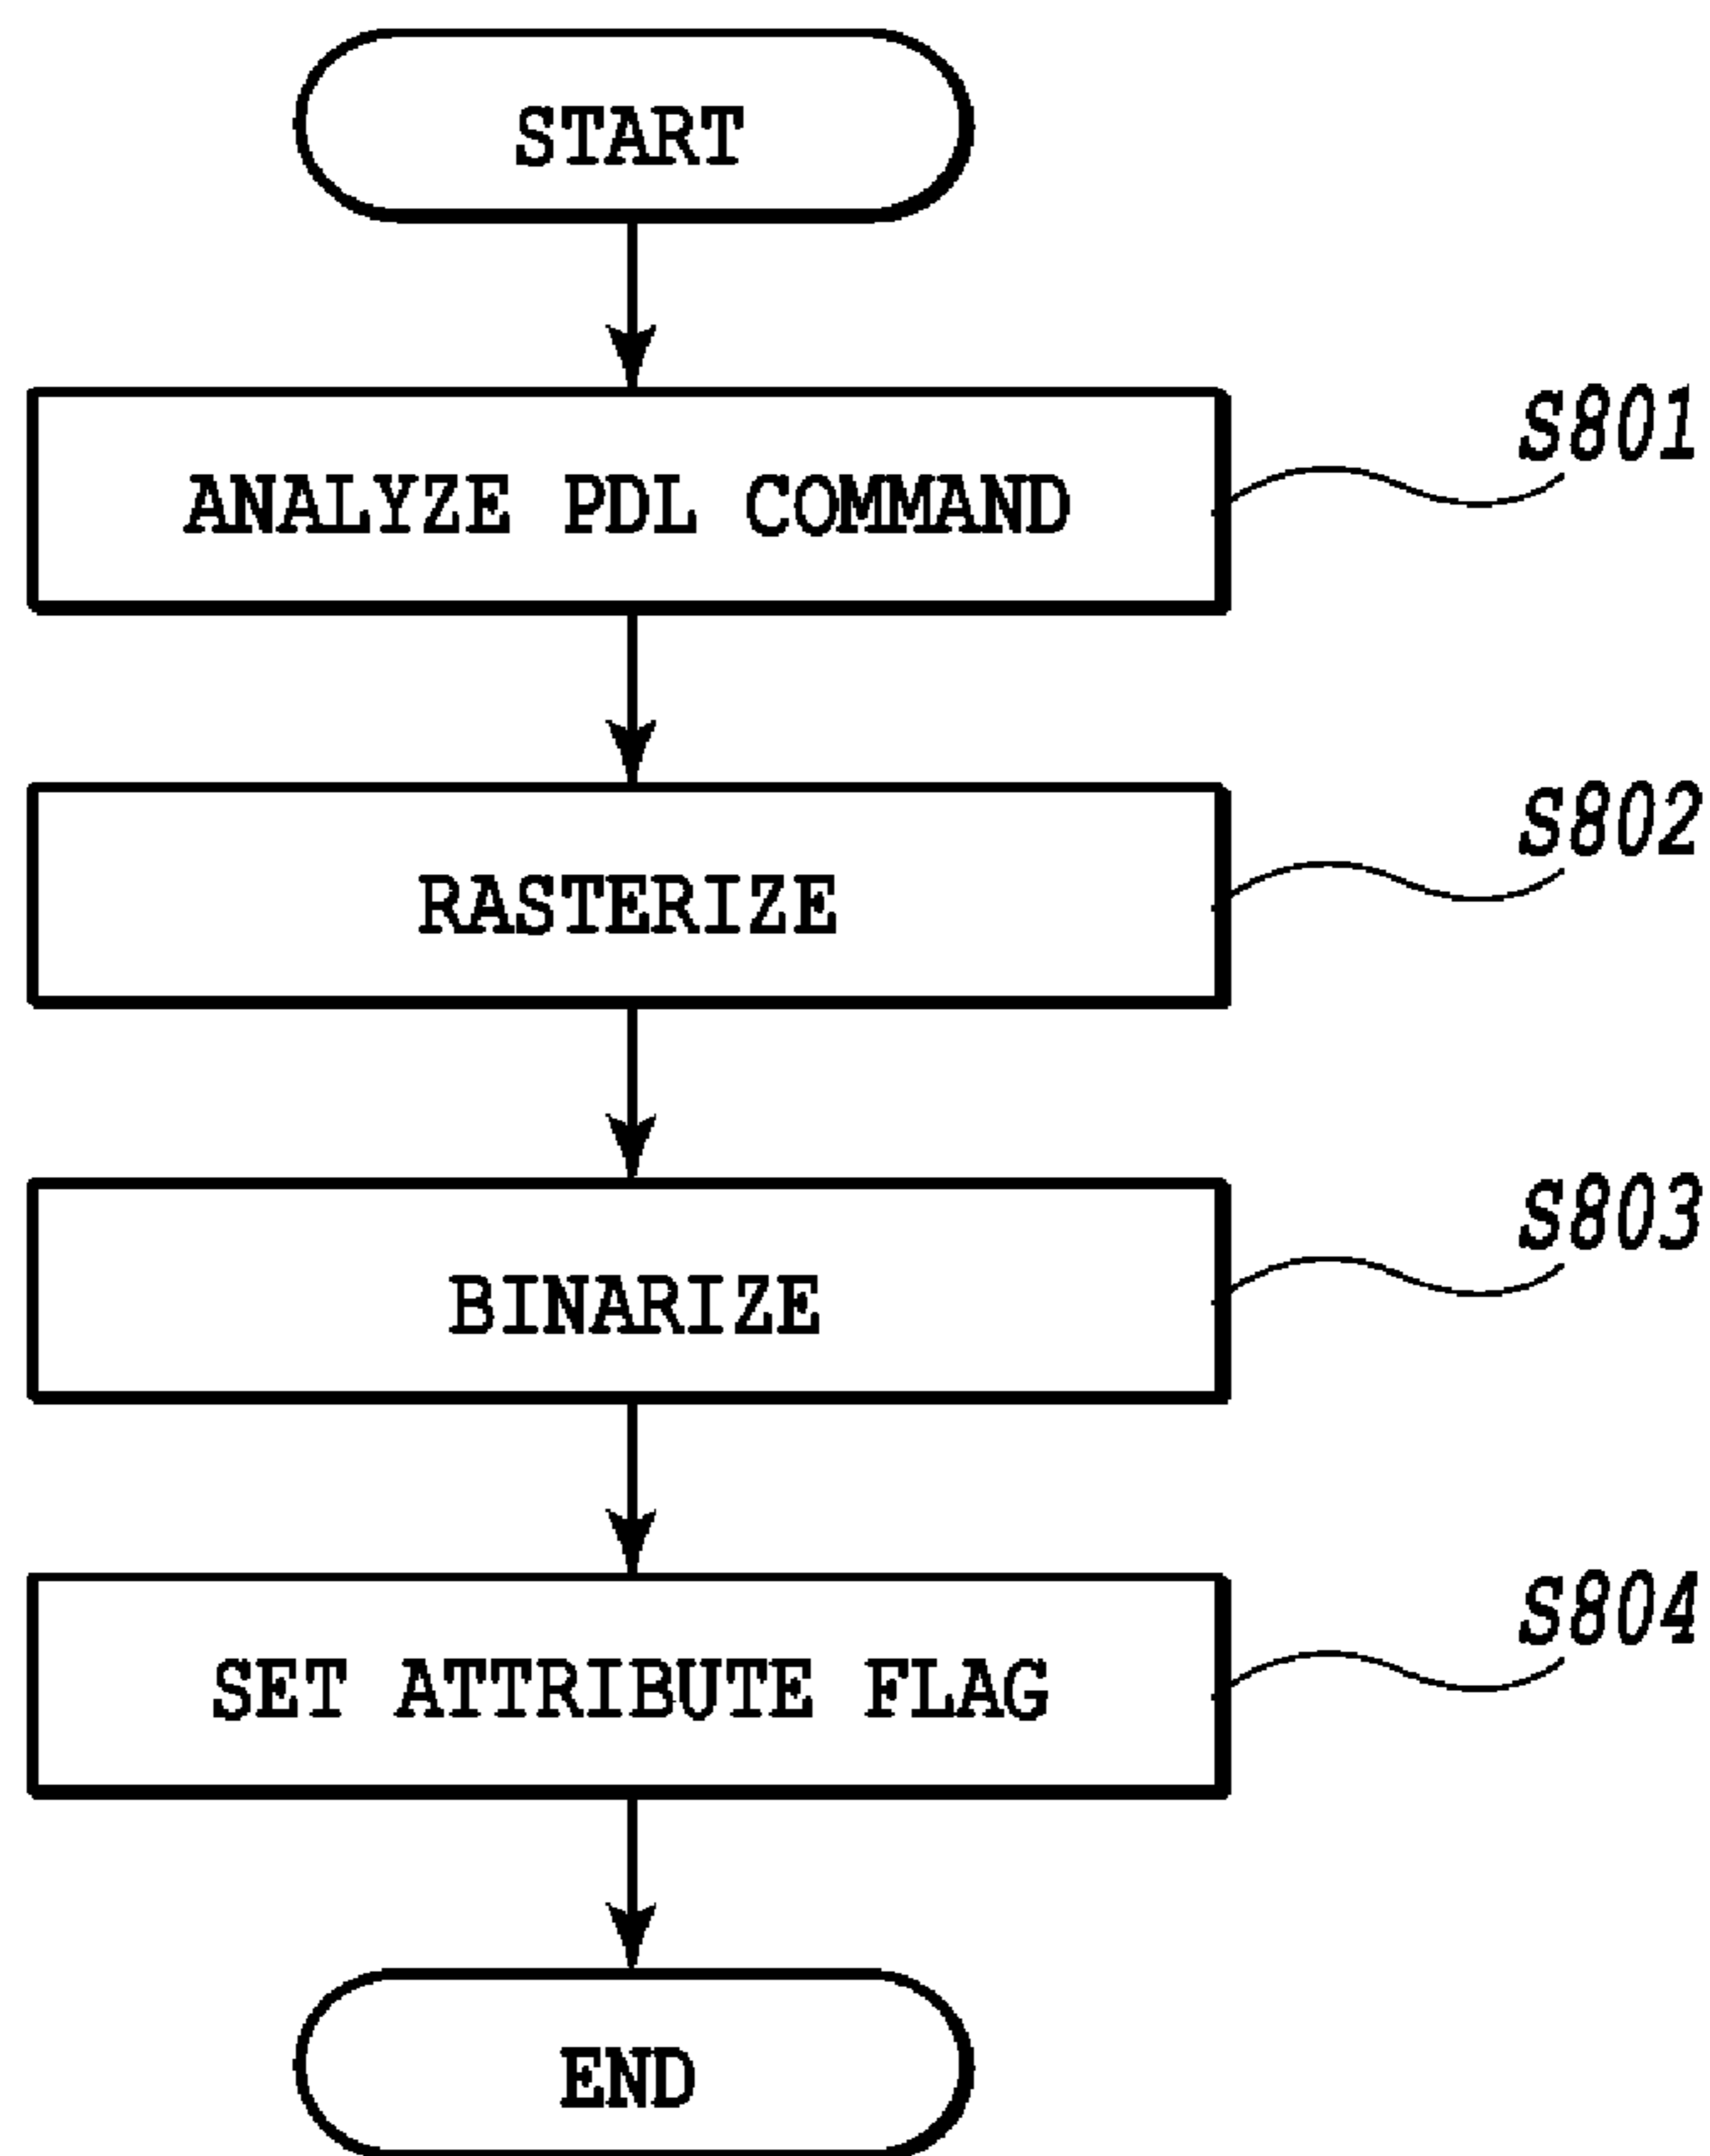 START
ANALYZE PDL COMMAND
S801
RASTERIZE
S802
BINARIZE
S803
SET ATTRIBUTE FLAG
S804
END